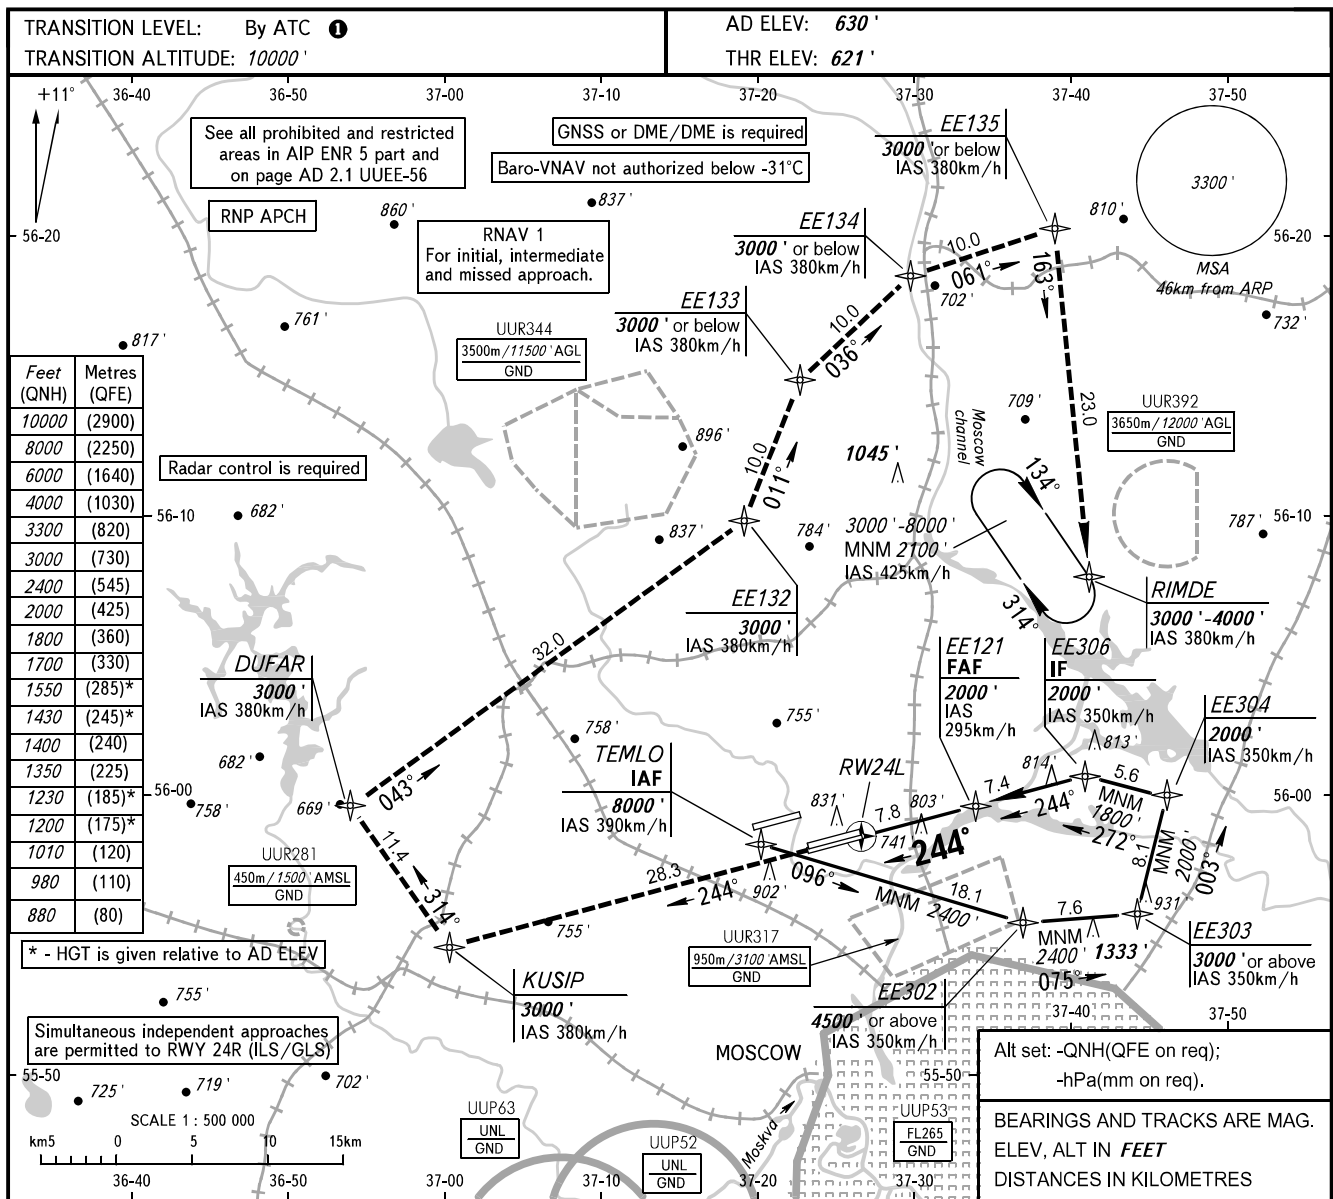 TRANSITION LEVEL: By ATC ❶
TRANSITION ALTITUDE: 10000 '
AD ELEV: 630 '
THR ELEV: 621 '
36-40 36-50 37-00 37-10 37-20 37-30 37-40 37-50
+11°
See all prohibited and restricted
areas in AIP ENR 5 part and
on page AD 2.1 UUEE-56
GNSS or DME/DME is required
Baro-VNAV not authorized below -31°C
RNP APCH
RNAV 1
For initial, intermediate
and missed approach.
860 '
837 '
EE135
3000 ' or below
IAS 380km/h
3300 '
MSA
46km from ARP
810 '
56-20
56-20
EE134
3000 ' or below
IAS 380km/h
10.0
061°
163°
702 '
732 '
EE133
3000 ' or below
IAS 380km/h
10.0
036°
761 '
817 '
UUR344
3500m/11500 'AGL
GND
Feet Metres
(QNH) (QFE)
10000 (2900)
8000 (2250)
6000 (1640)
4000 (1030)
3300 (820)
3000 (730)
2400 (545)
2000 (425)
1800 (360)
1700 (330)
1550 (285)*
1430 (245)*
1400 (240)
1350 (225)
1230 (185)*
1200 (175)*
1010 (120)
980 (110)
880 (80)
* - HGT is given relative to AD ELEV
23.0
709 '
UUR392
3650m/12000 'AGL
GND
Moscow
channel
896 '
1045 '
10.0
011°
Radar control is required
134°
682 '
56-10
56-10
837 '
784 '
3000 '-8000 '
MNM 2100 '
IAS 425km/h
787 '
314°
RIMDE
3000 '-4000 '
IAS 380km/h
EE132
3000 '
IAS 380km/h
32.0
DUFAR
3000 '
IAS 380km/h
EE121
FAF
2000 '
IAS
295km/h
EE306
IF
2000 '
IAS 350km/h
EE304
2000 '
IAS 350km/h
758 '
755 '
TEMLO
IAF
8000 '
IAS 390km/h
RW24L
682 '
043°
813 '
814 '
7.4
5.6
244°
MNM
1800 '
272°
56-00
56-00
758 '
669 '
831 '
7.8
803 '
741 '
244°
8.1
MNM
2000 '
003°
11.4
314°
UUR281
450m/1500 'AMSL
GND
28.3
244°
902 '
096°
MNM 2400 '
18.1
7.6
MNM
2400 '
1333 '
075°
931 '
EE303
3000 ' or above
IAS 350km/h
755 '
UUR317
950m/3100 'AMSL
GND
KUSIP
3000 '
IAS 380km/h
EE302
4500 ' or above
IAS 350km/h
755 '
Simultaneous independent approaches
are permitted to RWY 24R (ILS/GLS)
37-40 37-50
MOSCOW
Alt set: -QNH(QFE on req);
-hPa(mm on req).
55-50
55-50
725 '
719 '
702 '
SCALE 1 : 500 000
km5 0 5 10 15km
UUP63
UNL
GND
UUP52
UNL
GND
Moskva
UUP53
FL265
GND
BEARINGS AND TRACKS ARE MAG.
ELEV, ALT IN FEET
DISTANCES IN KILOMETRES
36-40 36-50 37-00 37-10 37-20 37-30